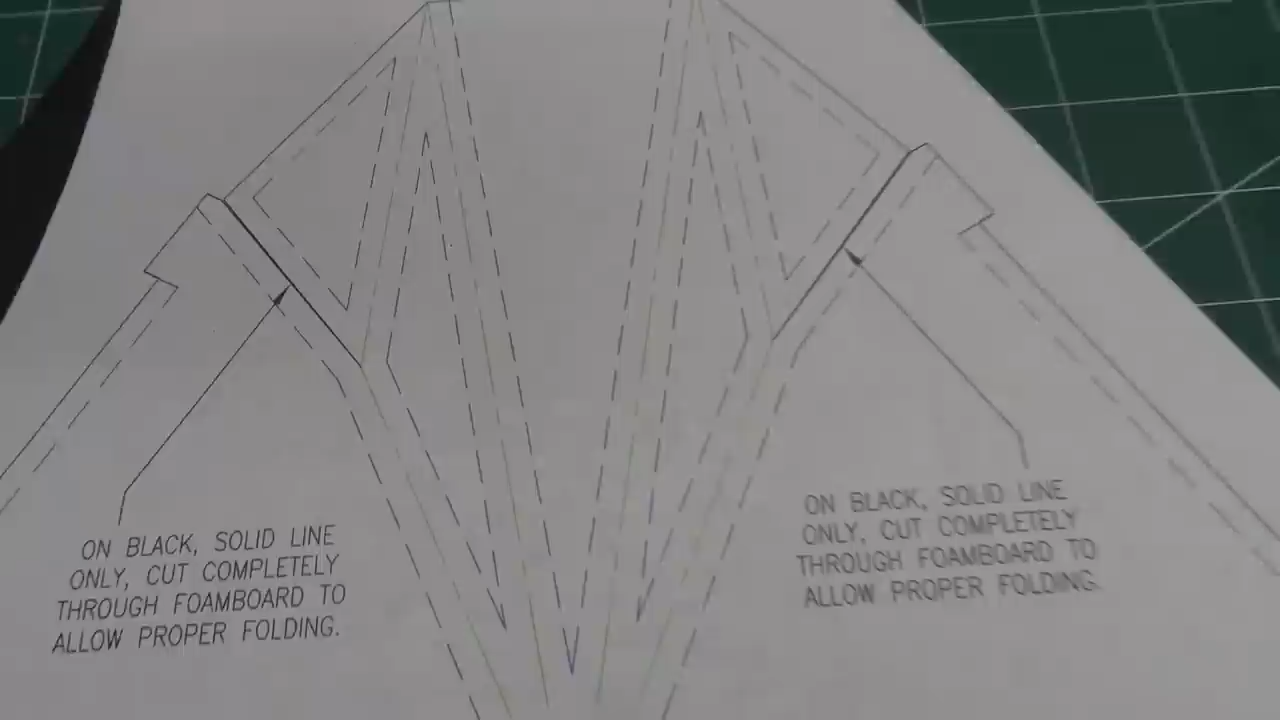 ON BLACK, SOLID LINE
ONLY, CUT COMPLETELY
THROUGH FOAMBOARD TO
ALLOW PROPER FOLDING.
ON BLACK, SOLID LINE
ONLY, CUT COMPLETELY
THROUGH FOAMBOARD TO
ALLOW PROPER FOLDING.